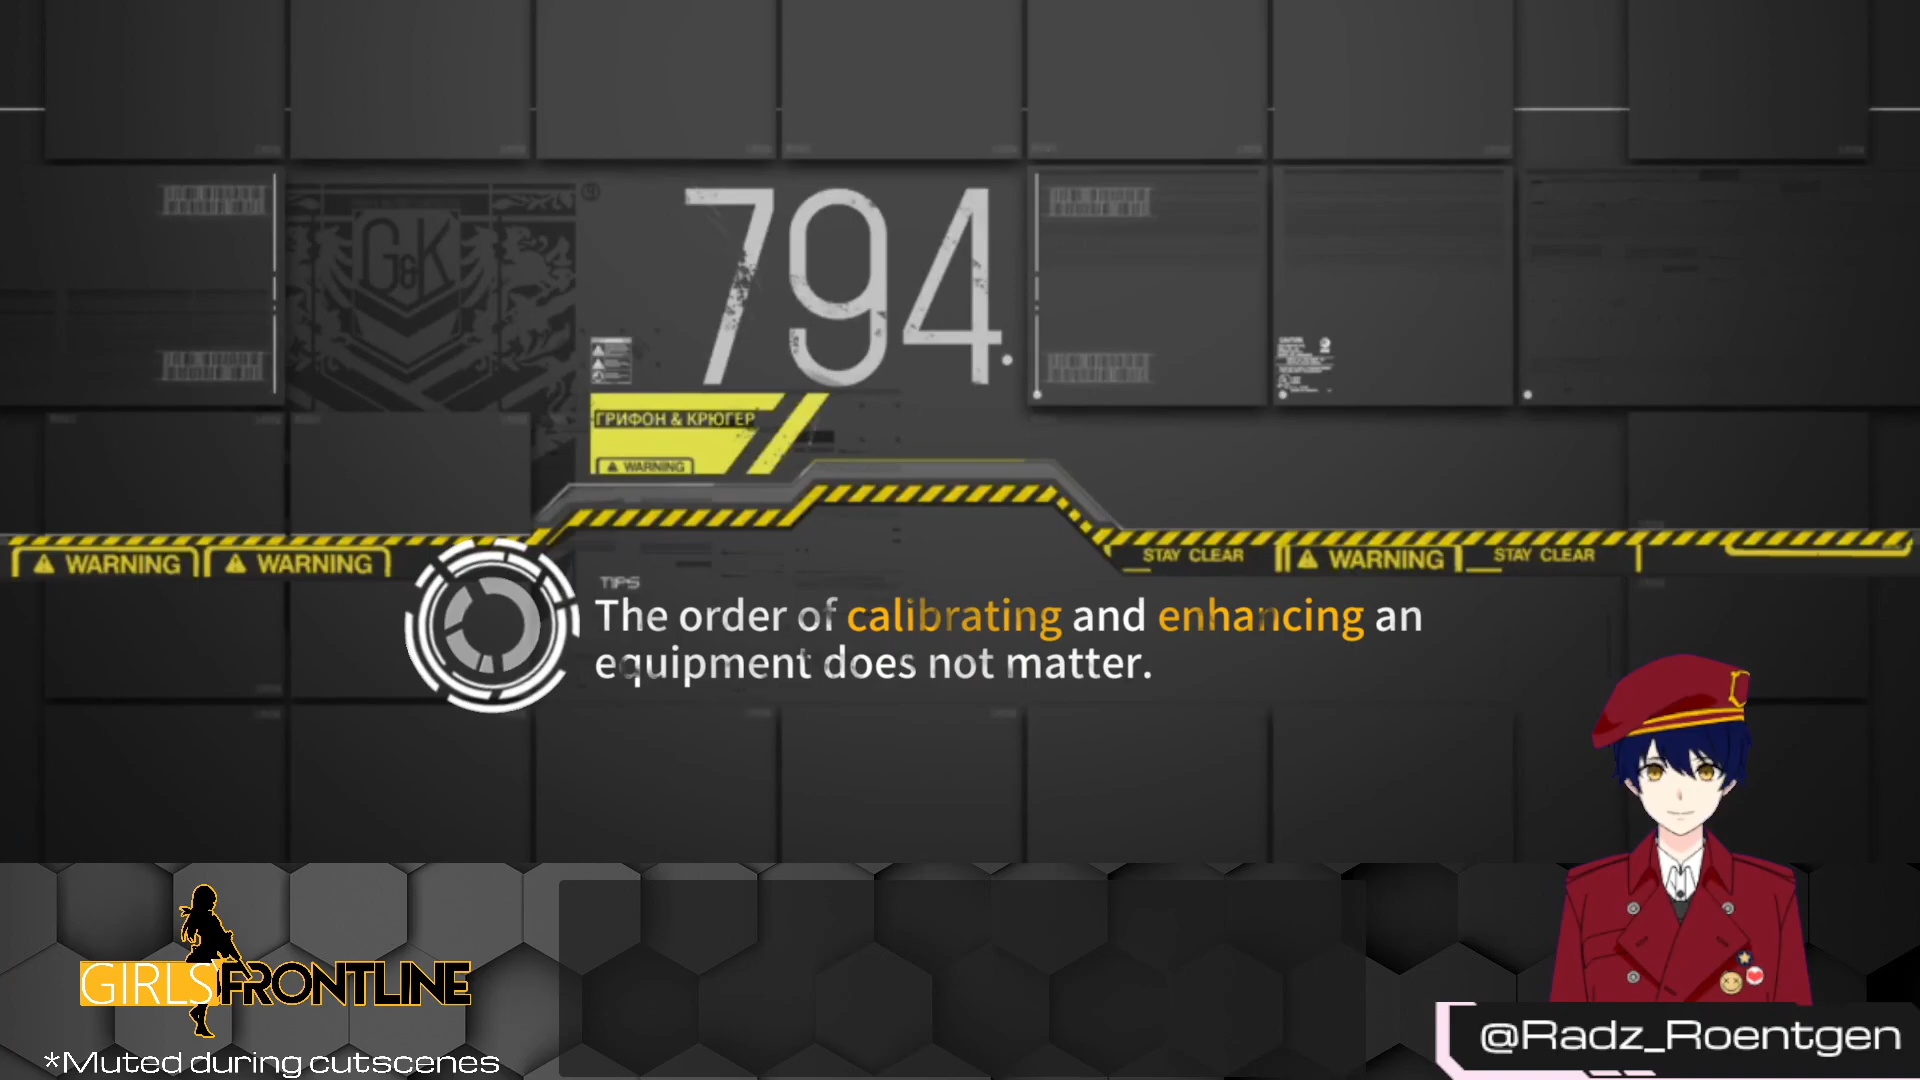 G&K
794.
ГРИФОН & КРЮГЕР
WARNING
WARNING
WARNING
STAY CLEAR
WARNING
STAY CLEAR
TIPS
The order of calibrating and enhancing an
equipment does not matter.
GIRLS FRONTLINE
*Muted during cutscenes
@Radz_Roentgen